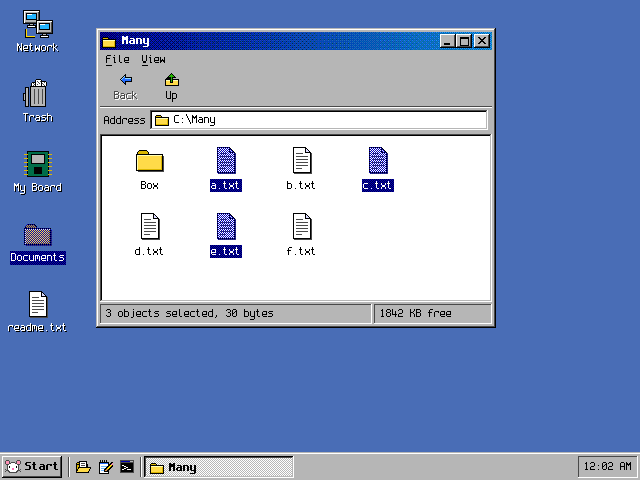 Network
Trash
My Board
Documents
readme.txt
Many
File View
Back Up
Address C:\Many
Box a.txt b.txt c.txt
d.txt e.txt f.txt
3 objects selected, 30 bytes 1842 KB free
Start Many 12:02 AM